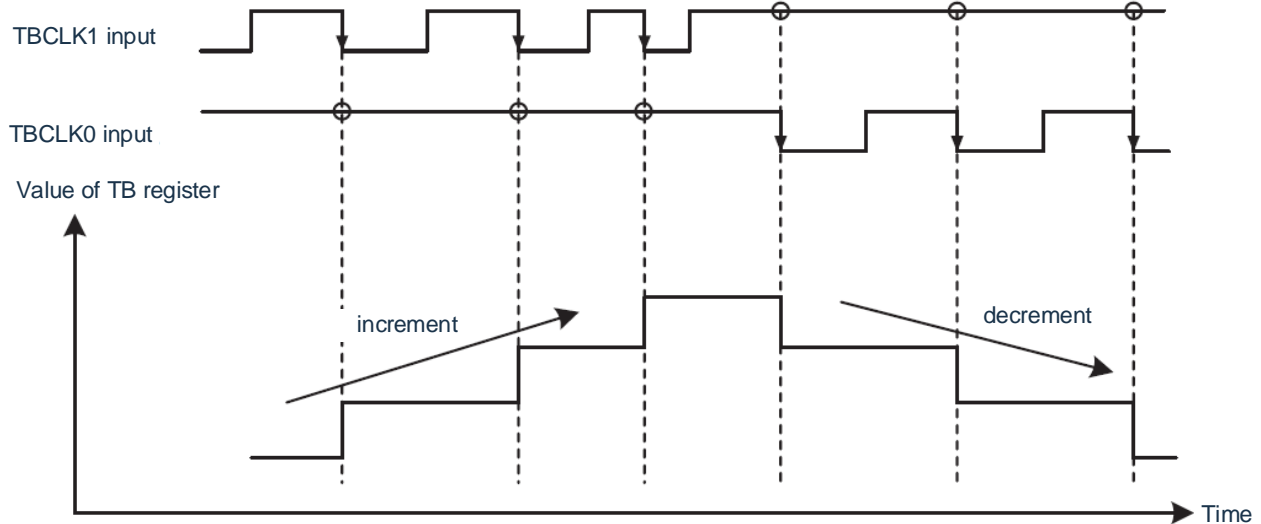 TBCLK1 input
TBCLK0 input
Value of TB register
increment
decrement
Time